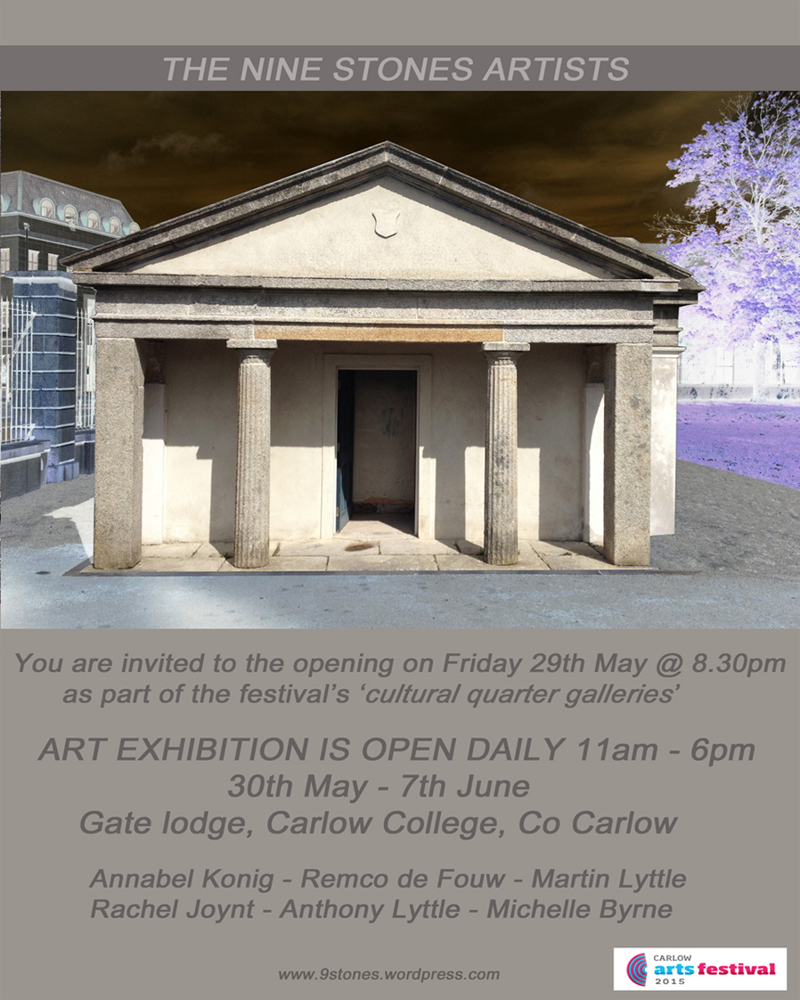 THE NINE STONES ARTISTS
You are invited to the opening on Friday 29th May @ 8.30pm
as part of the festival’s ‘cultural quarter galleries’
ART EXHIBITION IS OPEN DAILY 11am - 6pm
30th May - 7th June
Gate lodge, Carlow College, Co Carlow
Annabel Konig - Remco de Fouw - Martin Lyttle
Rachel Joynt - Anthony Lyttle - Michelle Byrne
www.9stones.wordpress.com
CARLOW
arts festival
2015